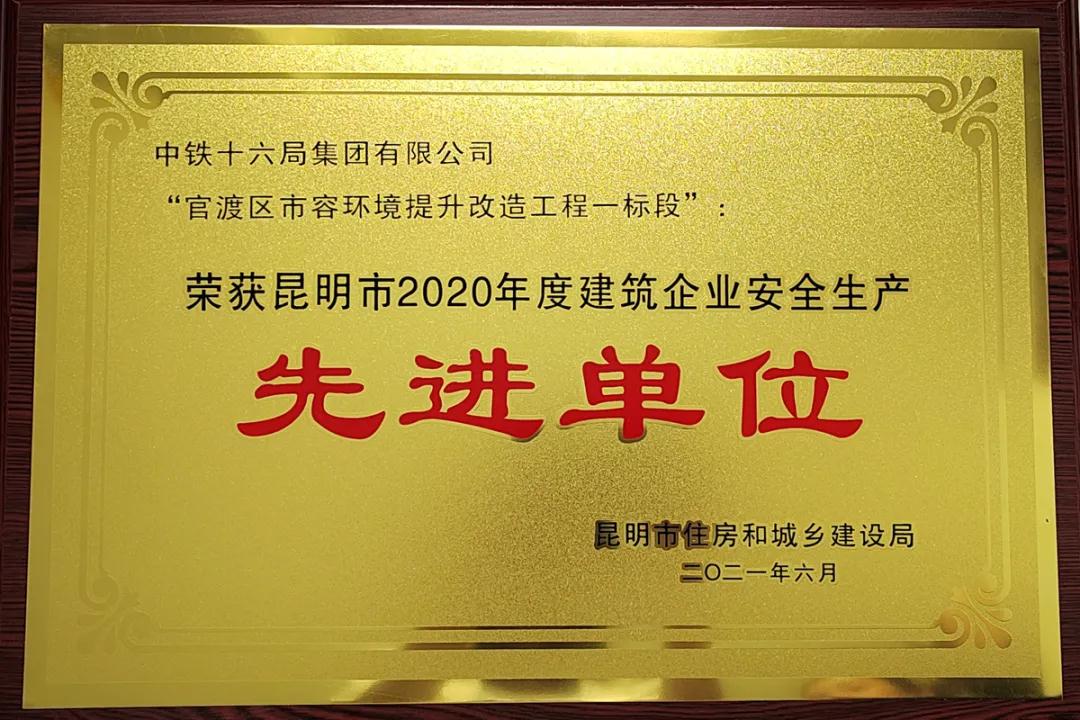 中铁十六局集团有限公司
“官渡区市容环境提升改造工程一标段”:
荣获昆明市2020年度建筑企业安全生产
先进单位
昆明市住房和城乡建设局
二〇二一年六月